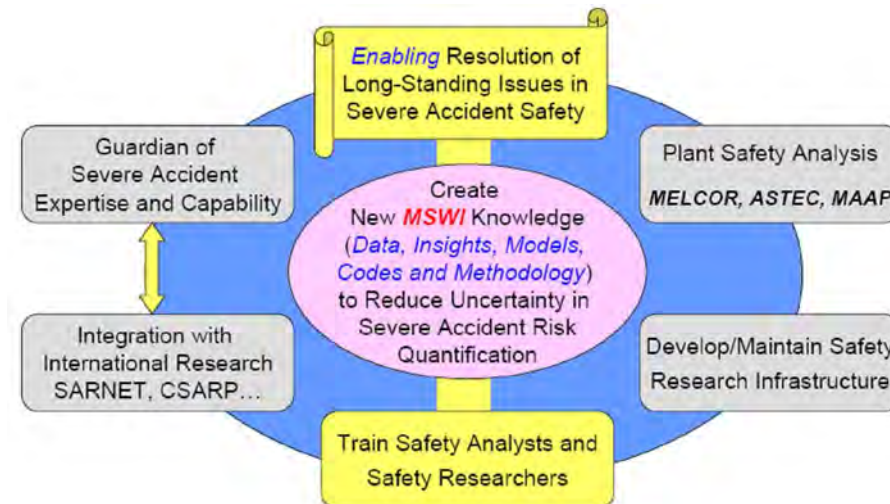 Enabling Resolution of
Long-Standing Issues in
Severe Accident Safety
Guardian of
Severe Accident
Expertise and Capability
Plant Safety Analysis
MELCOR, ASTEC, MAAP
Create
New MSWI Knowledge
(Data, Insights, Models,
Codes and Methodology)
to Reduce Uncertainty in
Severe Accident Risk
Quantification
Integration with
International Research
SARNET, CSARP...
Develop/Maintain Safety
Research Infrastructure
Train Safety Analysts and
Safety Researchers